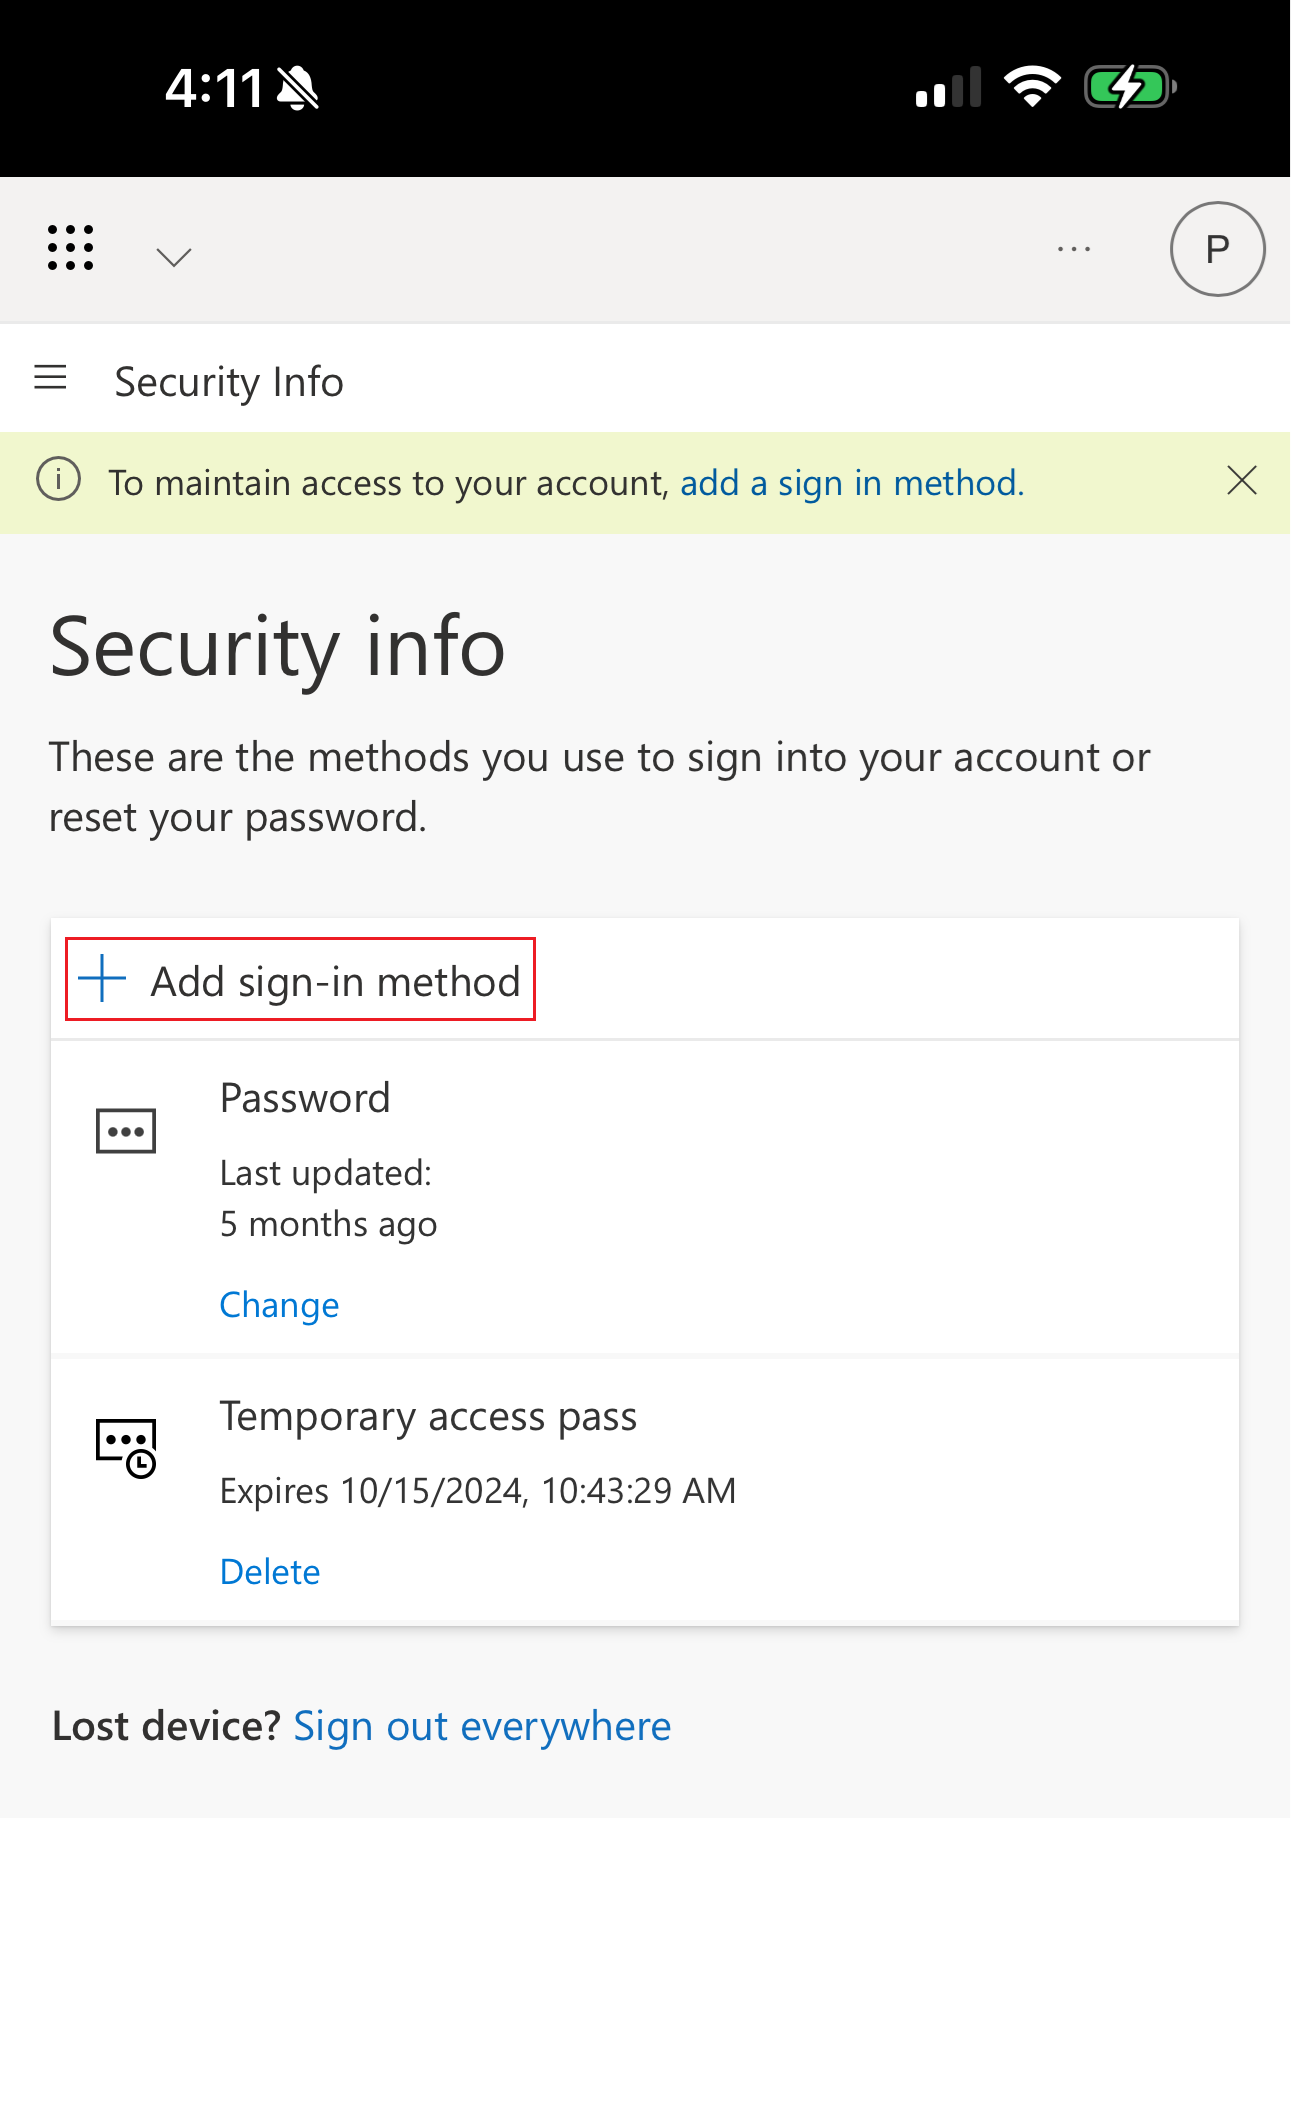 4:11
P
Security Info
To maintain access to your account, add a sign in method.
Security info
These are the methods you use to sign into your account or
reset your password.
Add sign-in method
Password
Last updated:
5 months ago
Change
Temporary access pass
Expires 10/15/2024, 10:43:29 AM
Delete
Lost device? Sign out everywhere